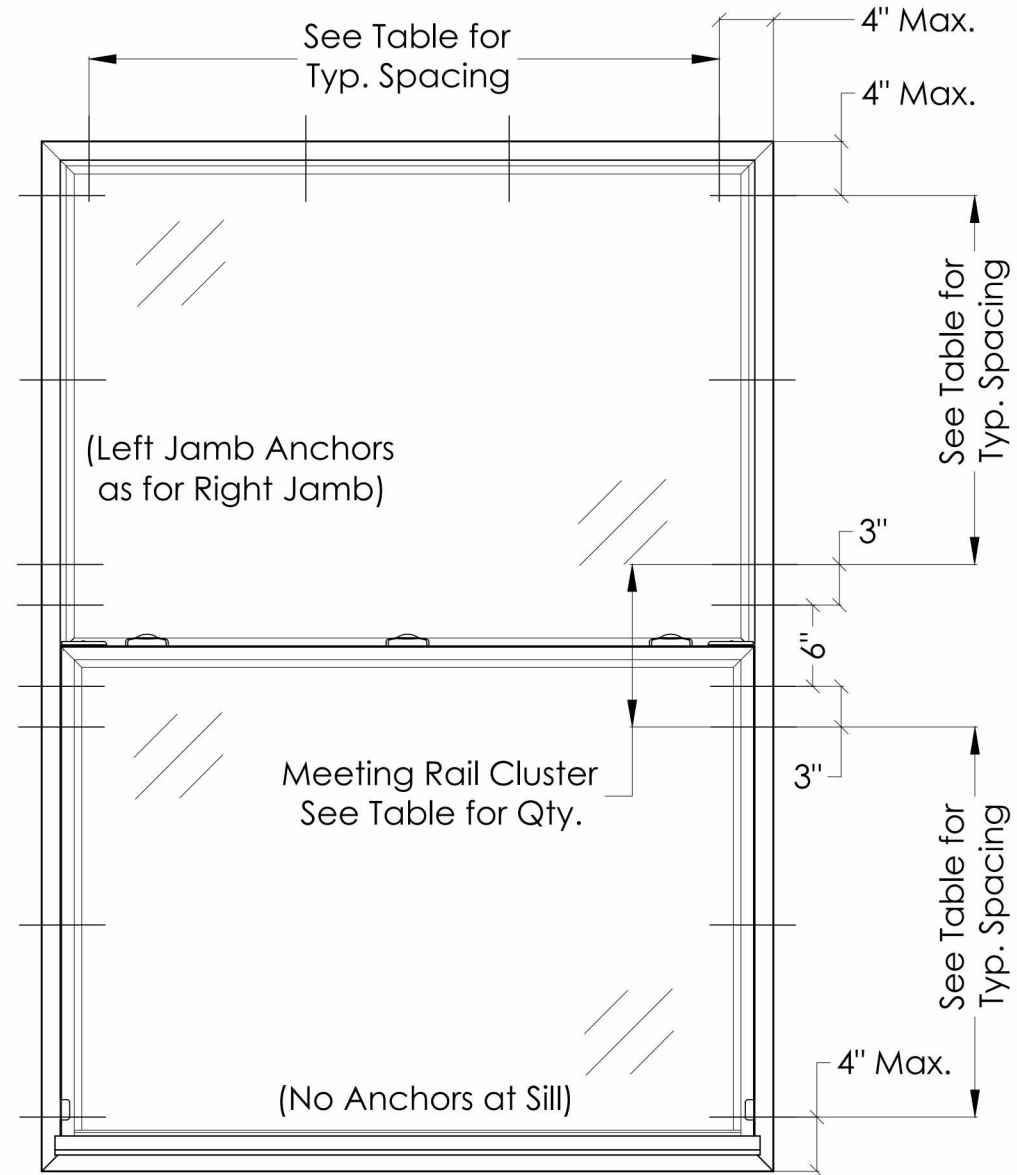 See Table for
Typ. Spacing
4" Max.
4" Max.
See Table for
Typ. Spacing
(Left Jamb Anchors
as for Right Jamb)
3"
6"
Meeting Rail Cluster
See Table for Qty.
3"
See Table for
Typ. Spacing
4" Max.
(No Anchors at Sill)